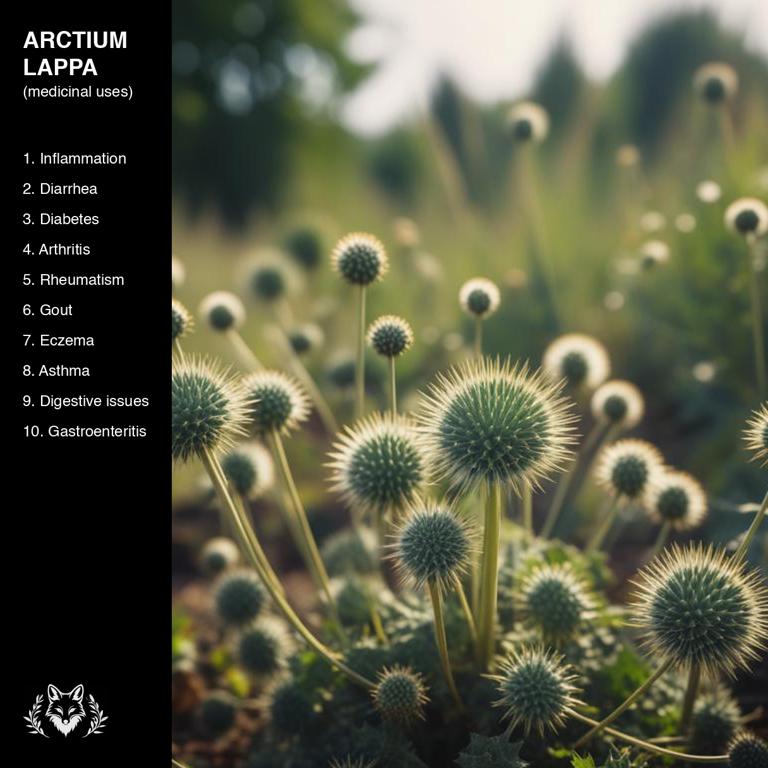 ARCTIUM
LAPPA
(medicinal uses)
1. Inflammation
2. Diarrhea
3. Diabetes
4. Arthritis
5. Rheumatism
6. Gout
7. Eczema
8. Asthma
9. Digestive issues
10. Gastroenteritis